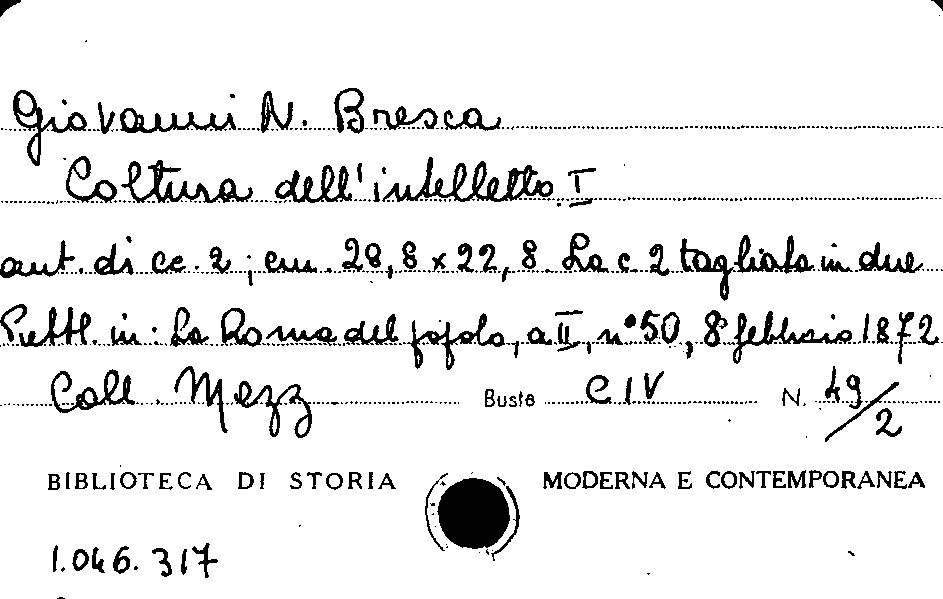 Giovanni N. Bresca
Coltura dell'intelletto I
aut. di cc. 2; cm. 28,8 x 22,8. La c. 2 tagliata in due
Pubbl. in: La Roma del popolo, a II, n° 50, 8 febbraio 1872
Coll. Mezz Busta CIV N. 49/2
BIBLIOTECA DI STORIA MODERNA E CONTEMPORANEA
1.046.317